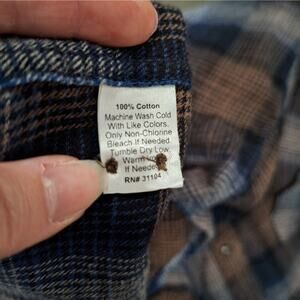 100% Cotton
Machine Wash Cold
With Like Colors,
Only Non-Chlorine
Bleach If Needed
Tumble Dry Low,
Warm
If Needed
RN# 31104